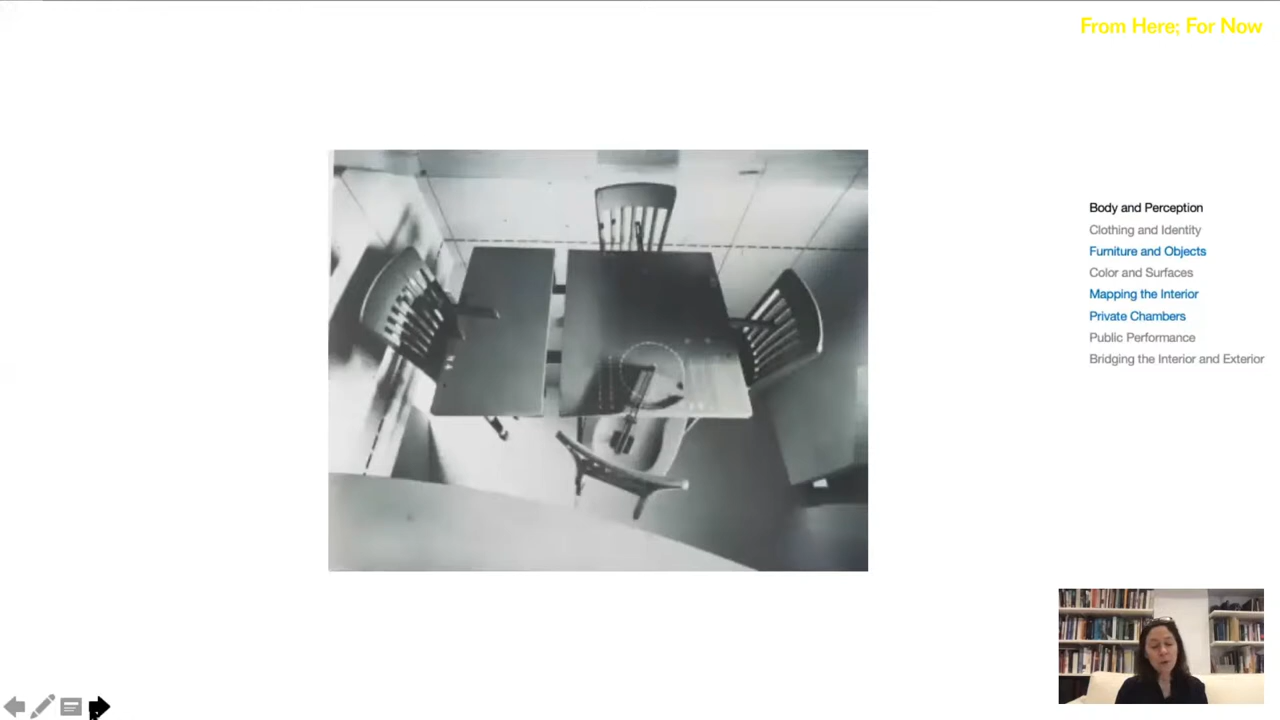 From Here; For Now
Body and Perception
Clothing and Identity
Furniture and Objects
Color and Surfaces
Mapping the Interior
Private Chambers
Public Performance
Bridging the Interior and Exterior